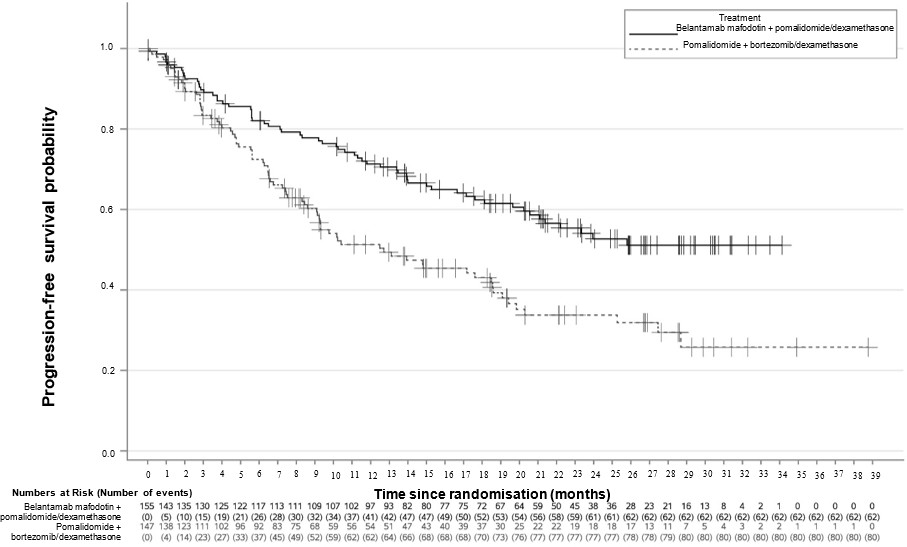 Treatment
Belantamab mafodotin + pomalidomide/dexamethasone
Pomalidomide + bortezomib/dexamethasone
Progression-free survival probability
1.0
0.8
0.6
0.4
0.2
0.0
0 1 2 3 4 5 6 7 8 9 10 11 12 13 14 15 16 17 18 19 20 21 22 23 24 25 26 27 28 29 30 31 32 33 34 35 36 37 38 39
Time since randomisation (months)
Numbers at Risk (Number of events)
Belantamab mafodotin + 155 143 135 130 125 122 117 113 111 109 107 102 97 93 82 80 77 75 72 67 64 59 50 45 38 36 28 23 21 16 13 8 4 2 1 0 0 0 0 0
pomalidomide/dexamethasone (0) (5) (10) (15) (19) (21) (26) (28) (30) (32) (34) (37) (41) (42) (47) (47) (49) (50) (52) (53) (54) (56) (58) (59) (61) (61) (62) (62) (62) (62) (62) (62) (62) (62) (62) (62) (62) (62) (62) (62)
Pomalidomide + 147 138 123 111 102 96 92 83 75 68 59 56 54 51 47 43 40 39 37 30 25 22 22 19 18 18 17 13 11 7 5 4 3 2 2 1 1 1 1 0
bortezomib/dexamethasone (0) (4) (14) (23) (27) (33) (37) (45) (49) (52) (59) (62) (62) (64) (66) (68) (68) (68) (70) (73) (76) (77) (77) (77) (77) (77) (78) (78) (79) (80) (80) (80) (80) (80) (80) (80) (80) (80) (80) (80)